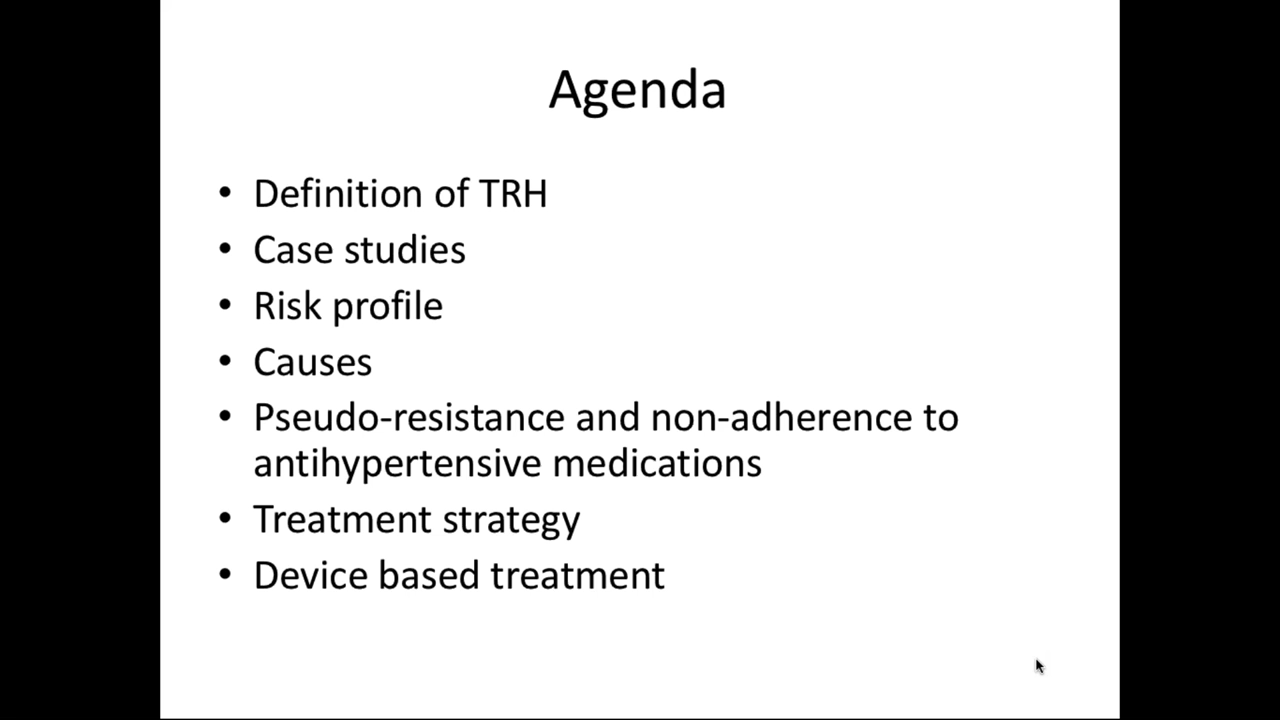 Agenda
• Definition of TRH
• Case studies
• Risk profile
• Causes
• Pseudo-resistance and non-adherence to
antihypertensive medications
• Treatment strategy
• Device based treatment